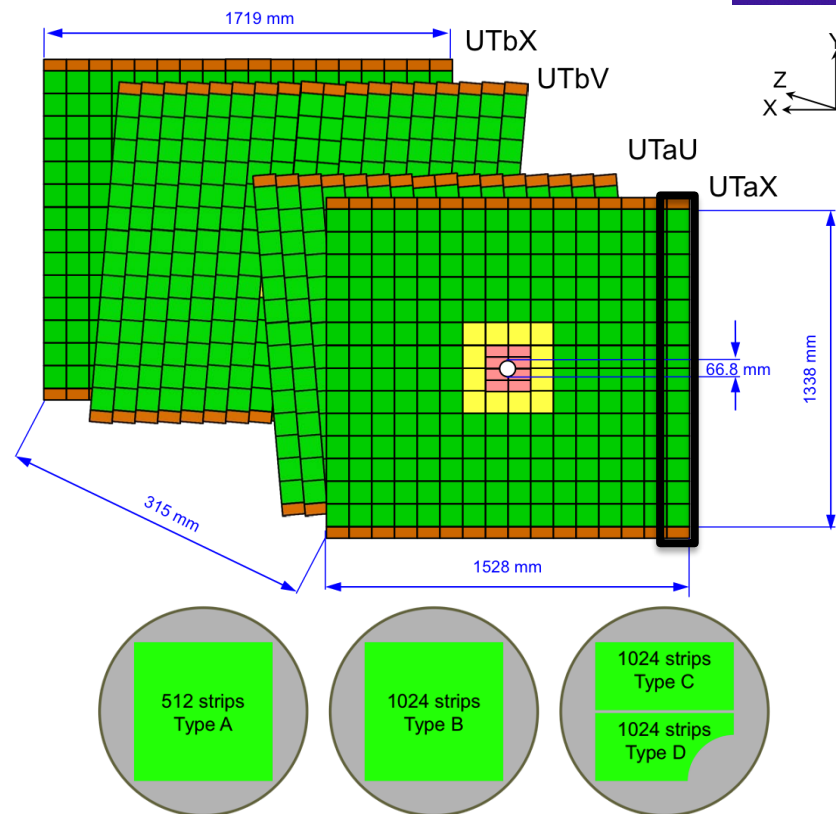 1719 mm
UTbX
UTbV
Y
Z
X
UTaU
UTaX
66.8 mm
1338 mm
315 mm
1528 mm
512 strips
Type A
1024 strips
Type B
1024 strips
Type C
1024 strips
Type D